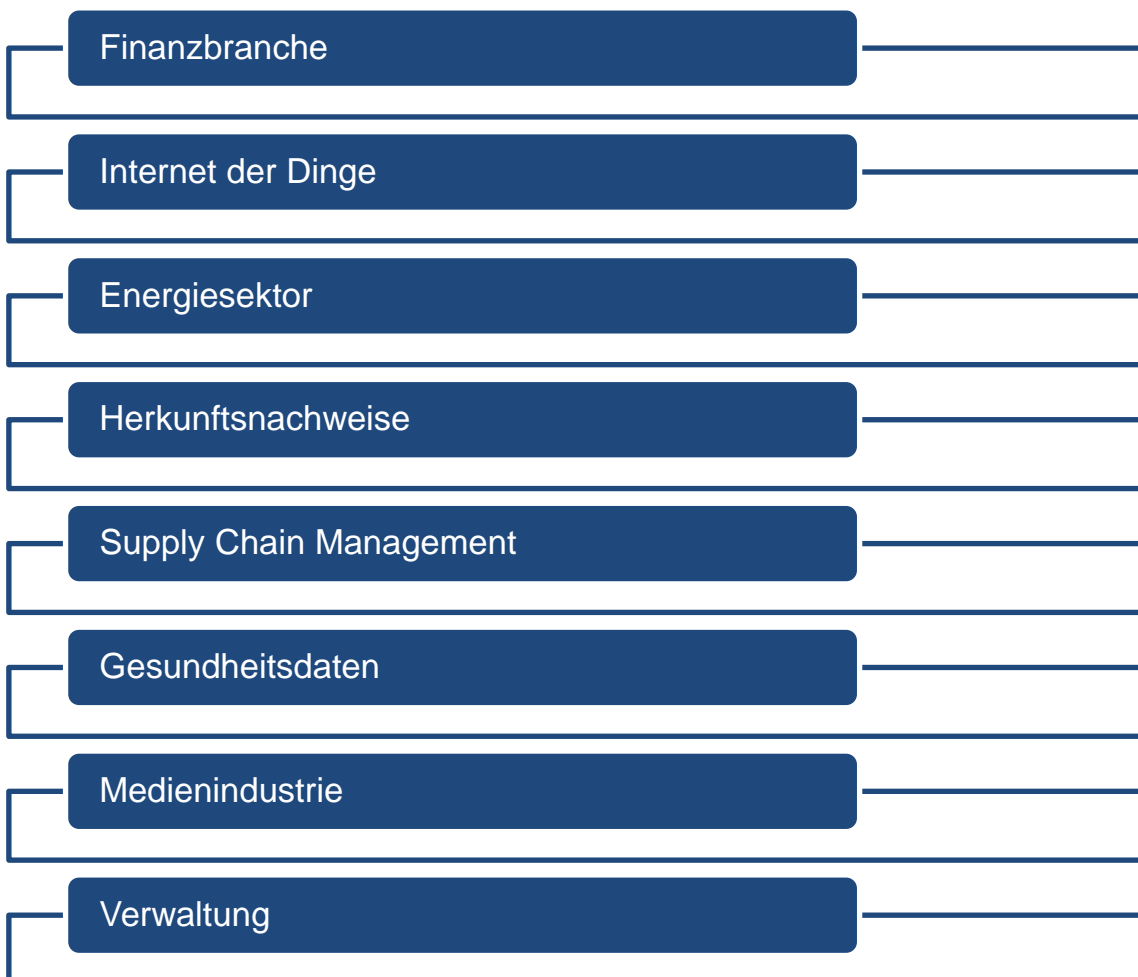 Finanzbranche
Internet der Dinge
Energiesektor
Herkunftsnachweise
Supply Chain Management
Gesundheitsdaten
Medienindustrie
Verwaltung